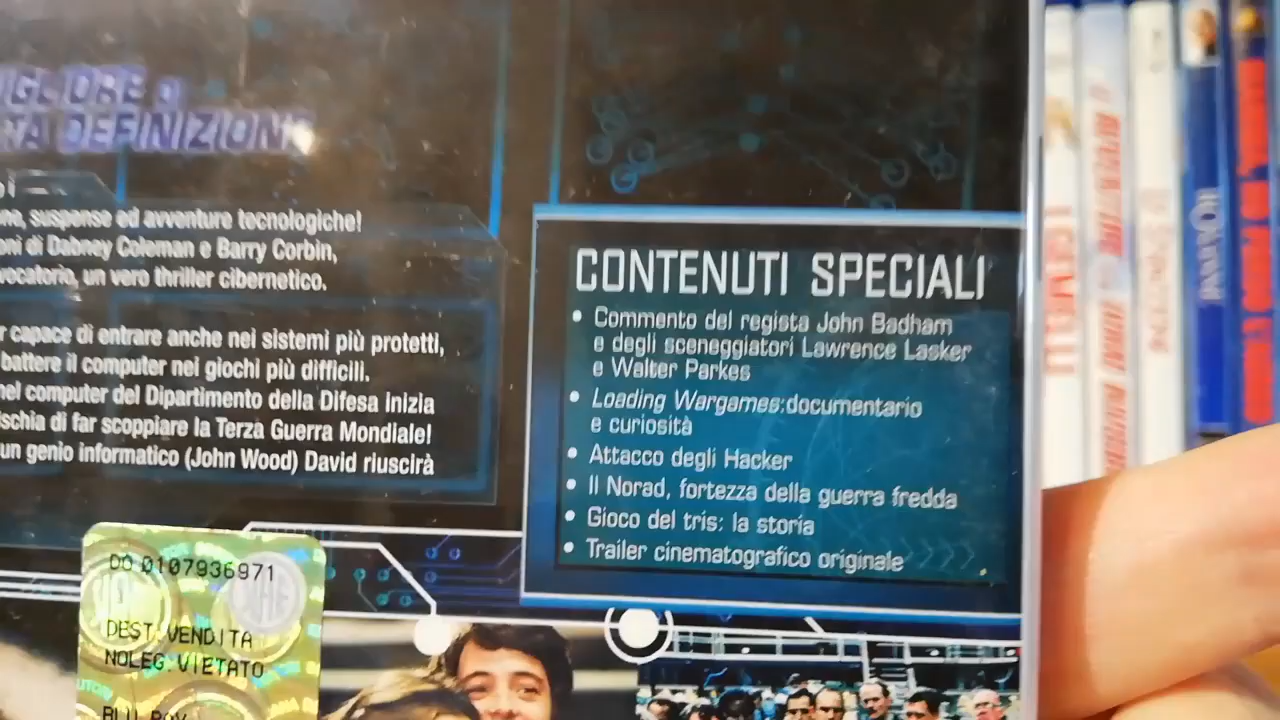 DEFINIZIONE
suspense ed avventure tecnologiche!
di Dabney Coleman e Barry Corbin,
un vero thriller cibernetico.
capace di entrare anche nei sistemi più protetti,
battere il computer nei giochi più difficili.
nel computer del Dipartimento della Difesa inizia
di far scoppiare la Terza Guerra Mondiale!
un genio informatico (John Wood) David riuscirà
CONTENUTI SPECIALI
• Commento del regista John Badham
e degli sceneggiatori Lawrence Lasker
e Walter Parkes
• Loading Wargames:documentario
e curiosità
• Attacco degli Hacker
• Il Norad, fortezza della guerra fredda
• Gioco del tris: la storia
• Trailer cinematografico originale
DO 0107936971
DEST.VENDITA
NOLEG.VIETATO